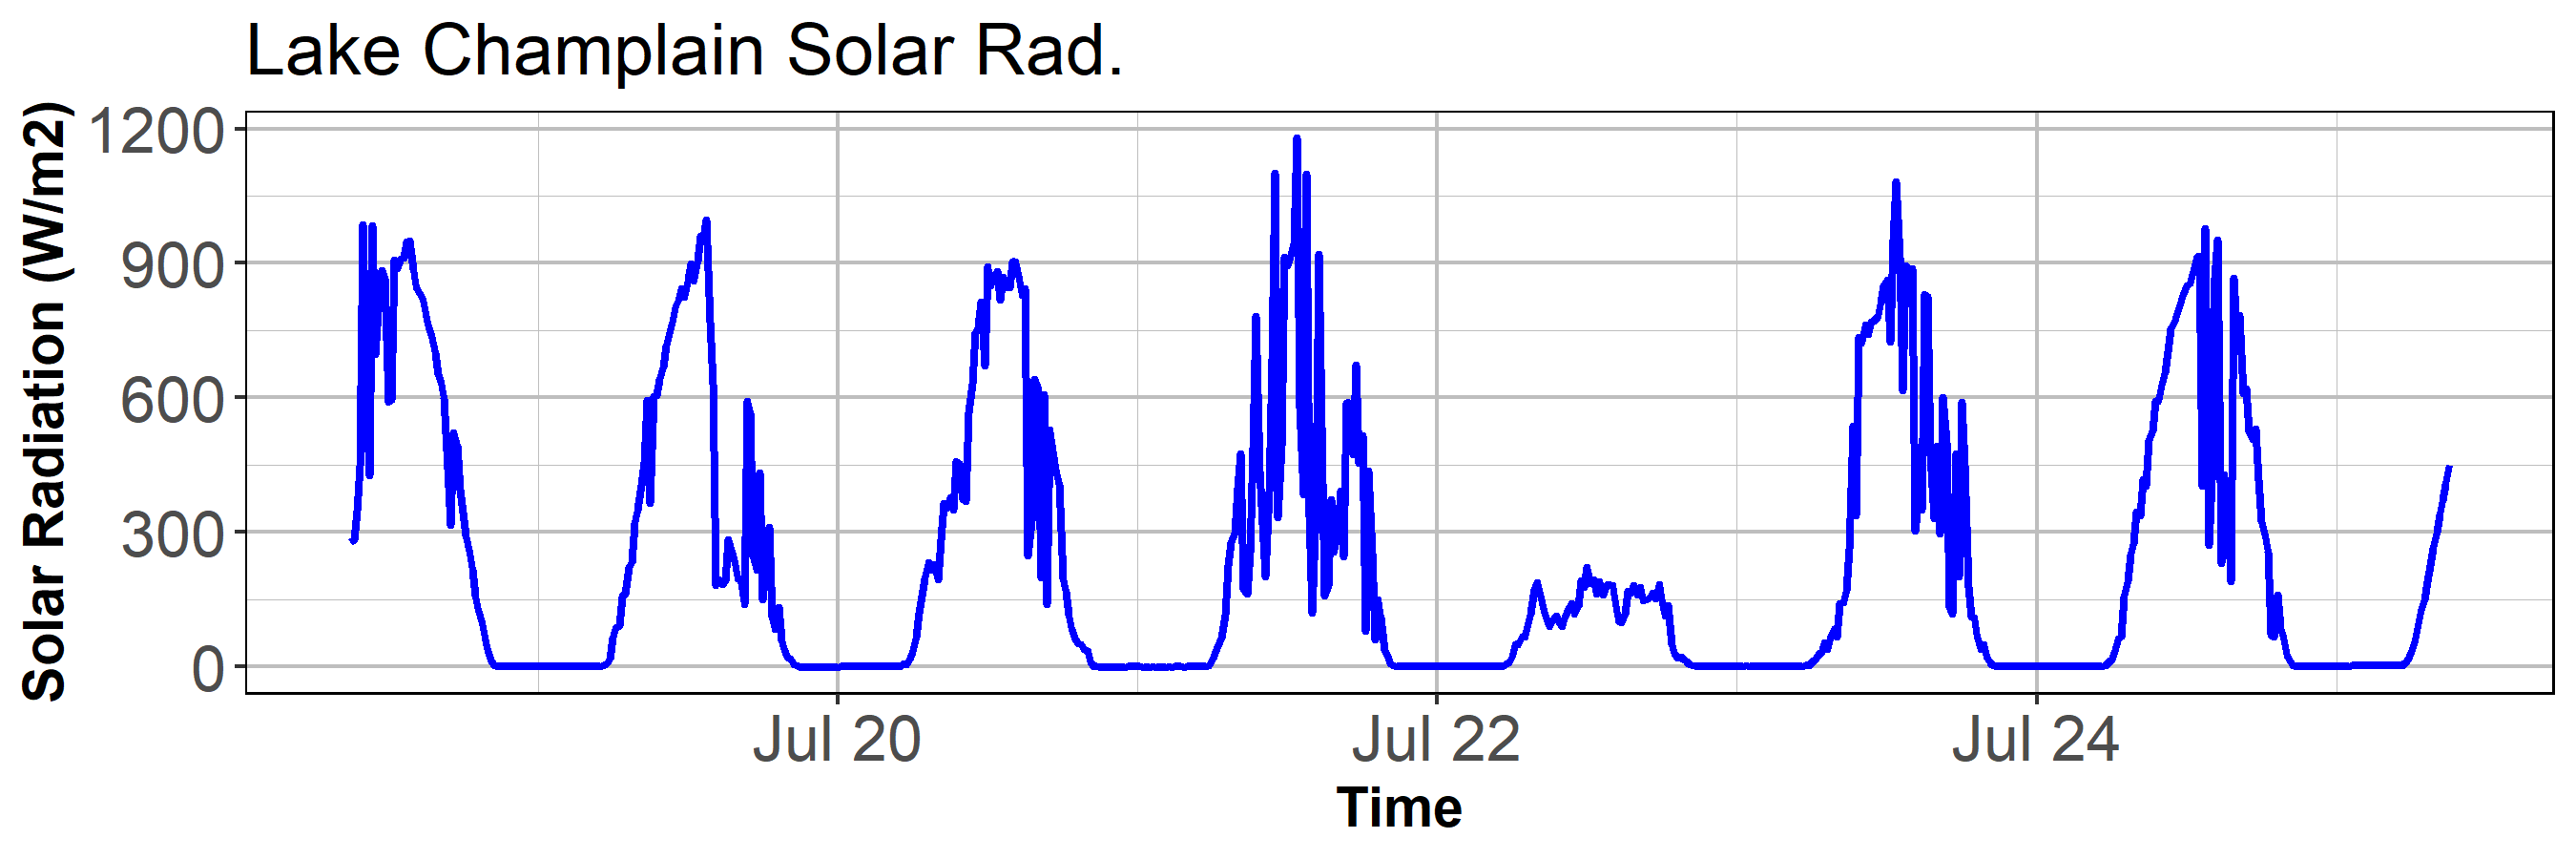 Lake Champlain Solar Rad.
Solar Radiation (W/m2)
1200
900
600
300
0
Jul 20 Jul 22 Jul 24
Time